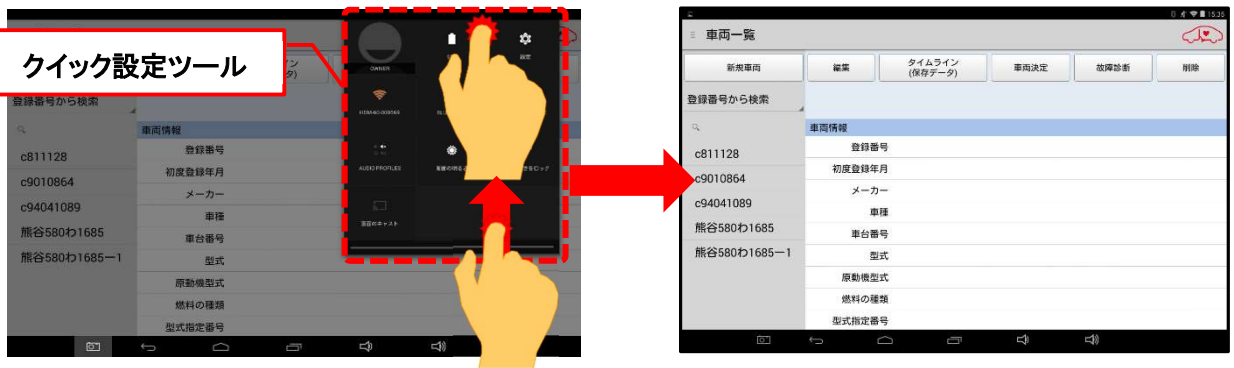 クイック設定ツール
OWNER
設定
AUDIO PROFILES
画面のキャスト
登録番号から検索
c811128
c9010864
c94041089
熊谷580わ1685
熊谷580わ1685ー1
車両情報
登録番号
初度登録年月
メーカー
車種
車台番号
型式
原動機型式
燃料の種類
型式指定番号
15:35
車両一覧
新規車両
編集
タイムライン
(保存データ)
車両決定
故障診断
削除
登録番号から検索
c811128
c9010864
c94041089
熊谷580わ1685
熊谷580わ1685ー1
車両情報
登録番号
初度登録年月
メーカー
車種
車台番号
型式
原動機型式
燃料の種類
型式指定番号